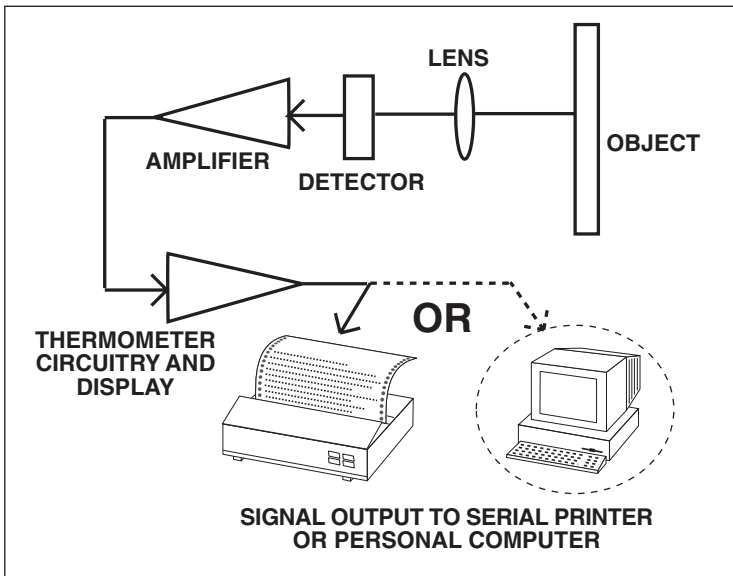 LENS
OBJECT
AMPLIFIER
DETECTOR
OR
THERMOMETER
CIRCUITRY AND
DISPLAY
SIGNAL OUTPUT TO SERIAL PRINTER
OR PERSONAL COMPUTER